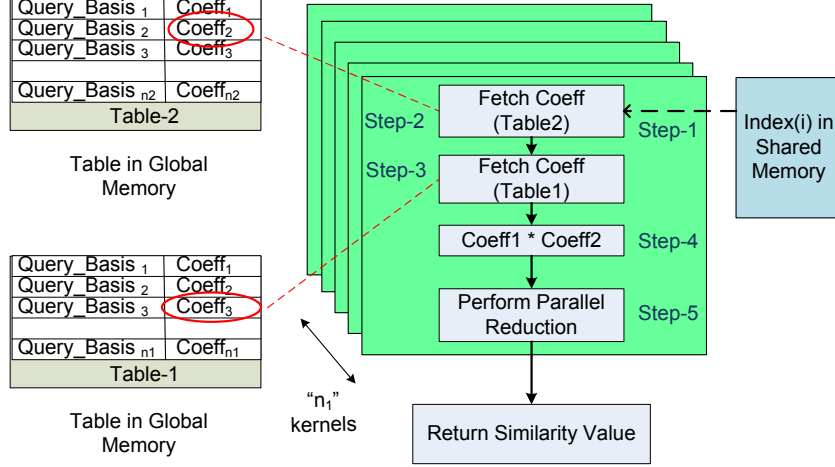 Query_Basis 1 Coeff1
Query_Basis 2 Coeff2
Query_Basis 3 Coeff3
Query_Basis n2 Coeffn2
Table-2
Table in Global
Memory
Query_Basis 1 Coeff1
Query_Basis 2 Coeff2
Query_Basis 3 Coeff3
Query_Basis n1 Coeffn1
Table-1
Table in Global
Memory
Step-2
Fetch Coeff
(Table2)
Step-1
Step-3
Fetch Coeff
(Table1)
Coeff1 * Coeff2
Step-4
Perform Parallel
Reduction
Step-5
“n1”
kernels
Return Similarity Value
Index(i) in
Shared
Memory